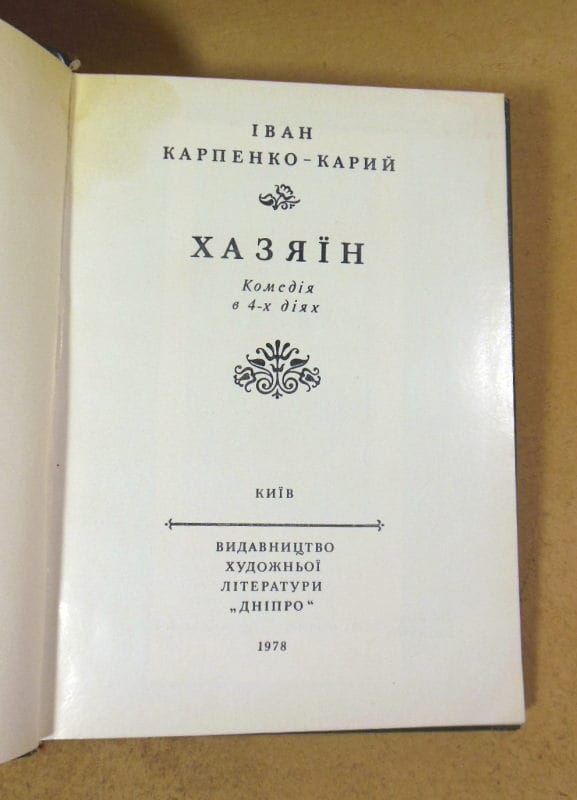 ІВАН
КАРПЕНКО-КАРИЙ
ХАЗЯЇН
Комедія
в 4-х діях
КИЇВ
ВИДАВНИЦТВО
ХУДОЖНЬОЇ
ЛІТЕРАТУРИ
„ДНІПРО“
1978